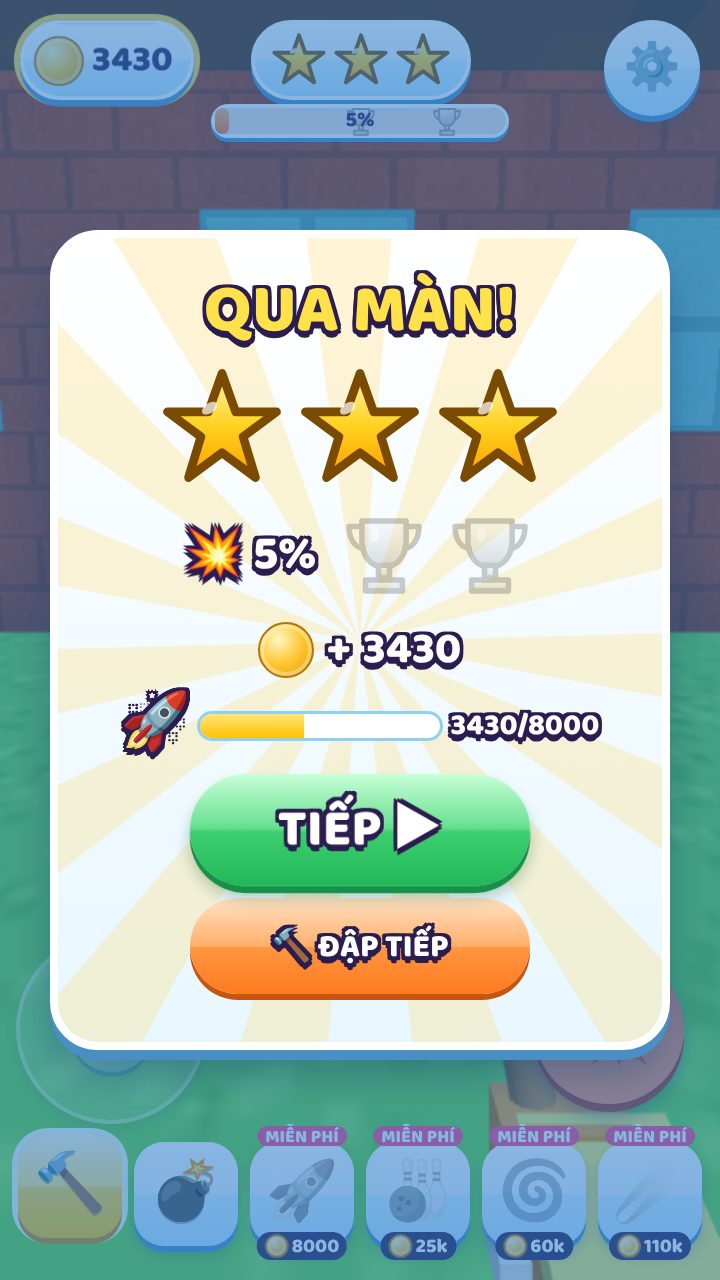 3430
5%
QUA MÀN!
5%
+ 3430
3430/8000
TIẾP
ĐẬP TIẾP
MIỄN PHÍ MIỄN PHÍ MIỄN PHÍ MIỄN PHÍ
8000 25k 60k 110k